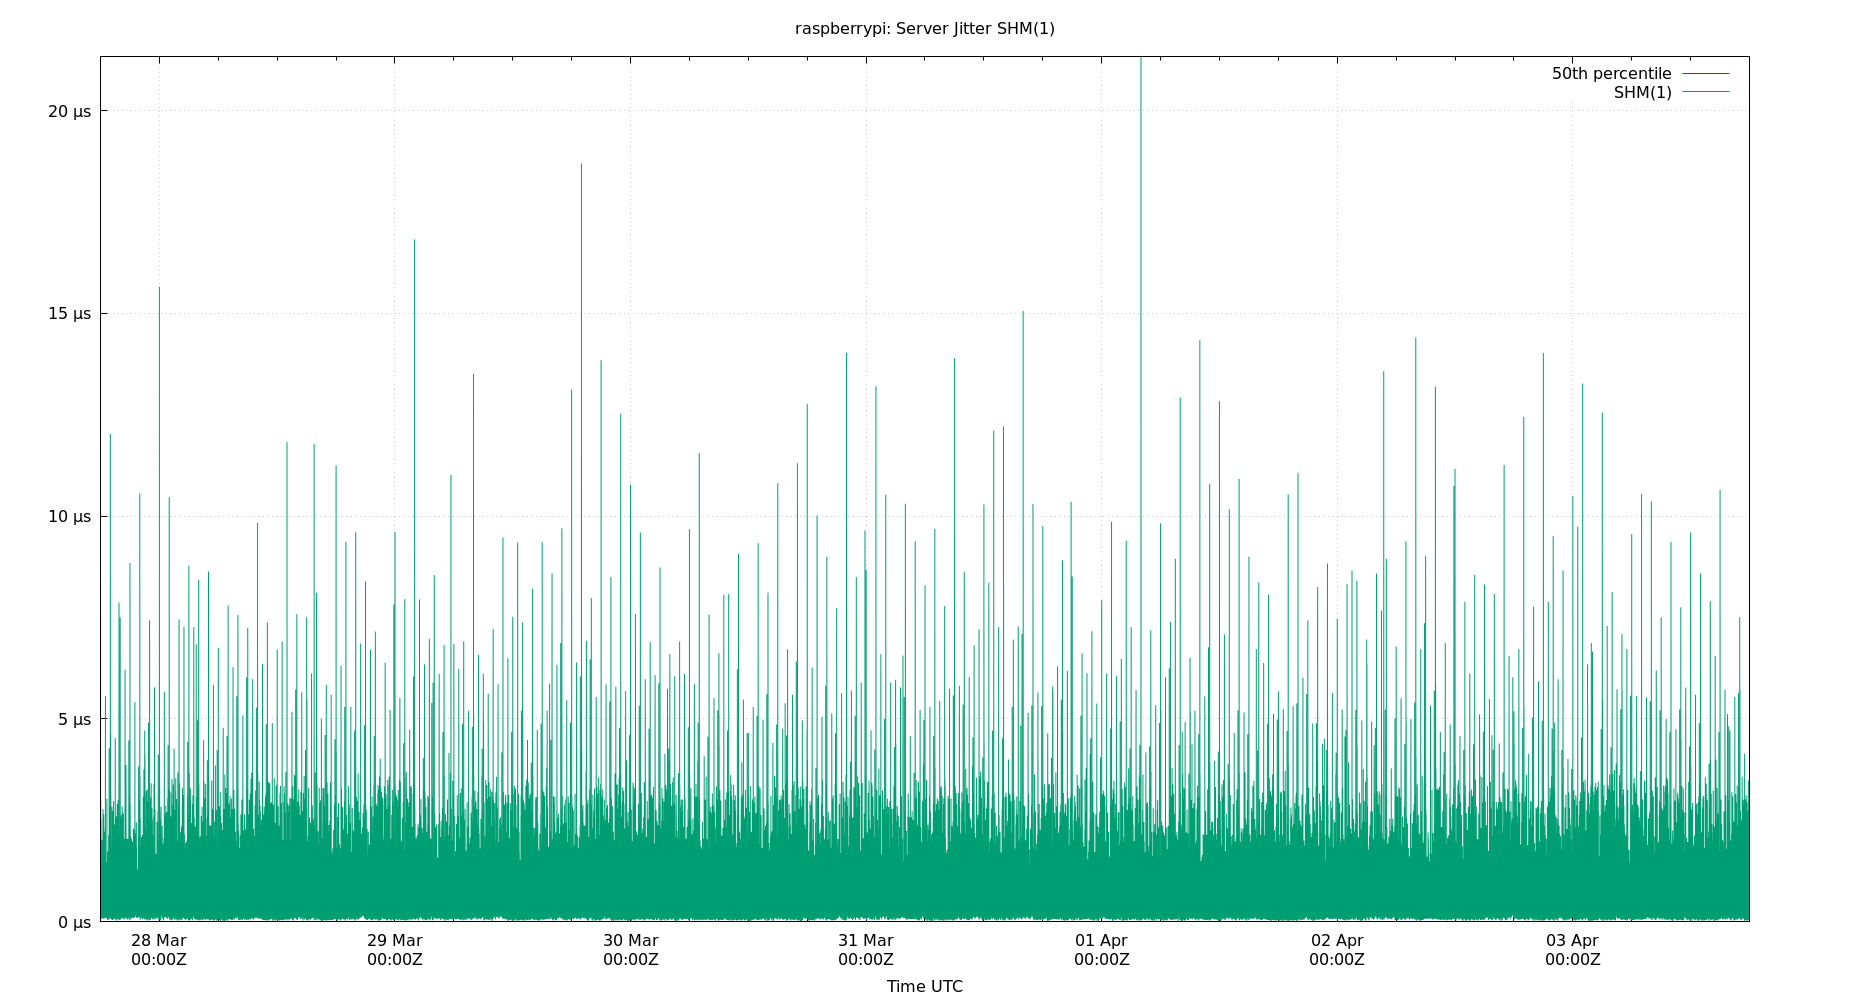 raspberrypi: Server Jitter SHM(1)
50th percentile
SHM(1)
20 µs
15 µs
10 µs
5 µs
0 µs
28 Mar 29 Mar 30 Mar 31 Mar 01 Apr 02 Apr 03 Apr
00:00Z 00:00Z 00:00Z 00:00Z 00:00Z 00:00Z 00:00Z
Time UTC